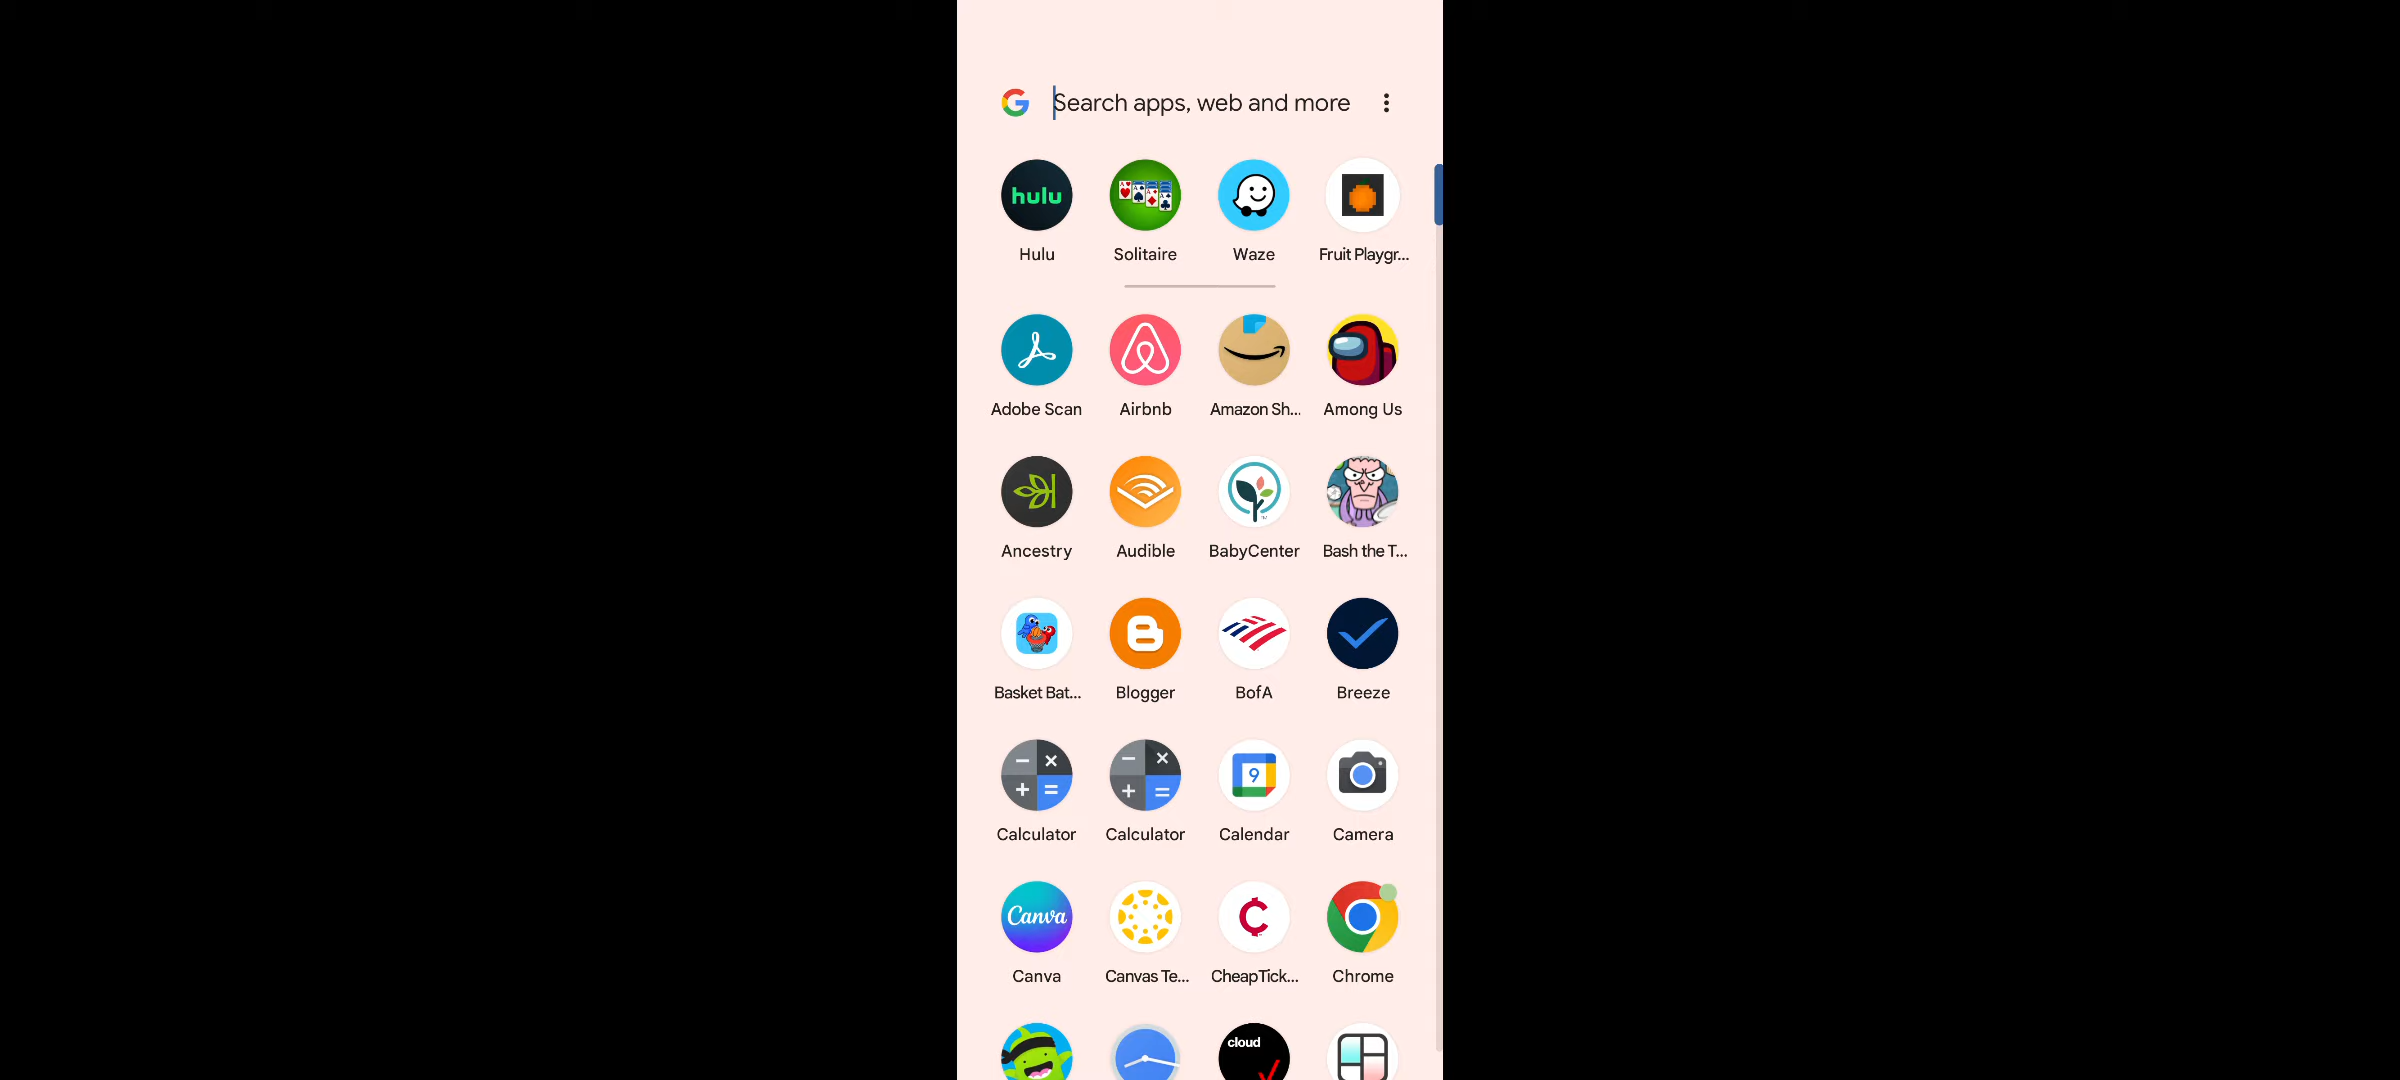 Search apps, web and more
hulu
Hulu Solitaire Waze Fruit Playgr...
Adobe Scan Airbnb Amazon Sh... Among Us
Ancestry Audible BabyCenter Bash the T...
Basket Bat... Blogger BofA Breeze
9
Calculator Calculator Calendar Camera
Canva
Canva Canvas Te... CheapTick... Chrome
cloud